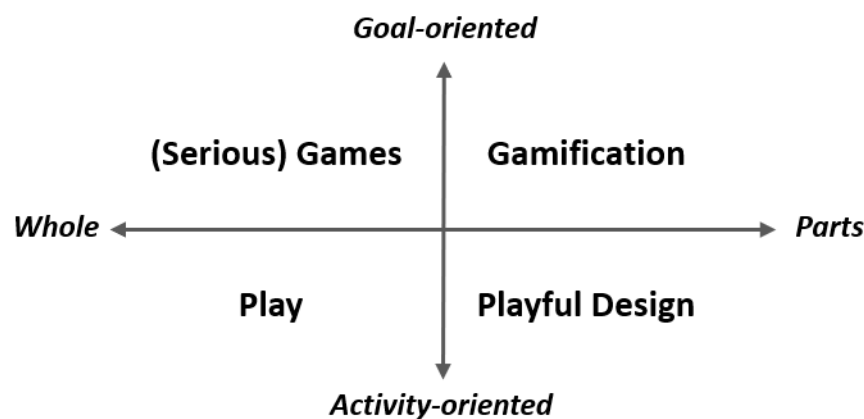 Goal-oriented
(Serious) Games
Gamification
Whole
Parts
Play
Playful Design
Activity-oriented